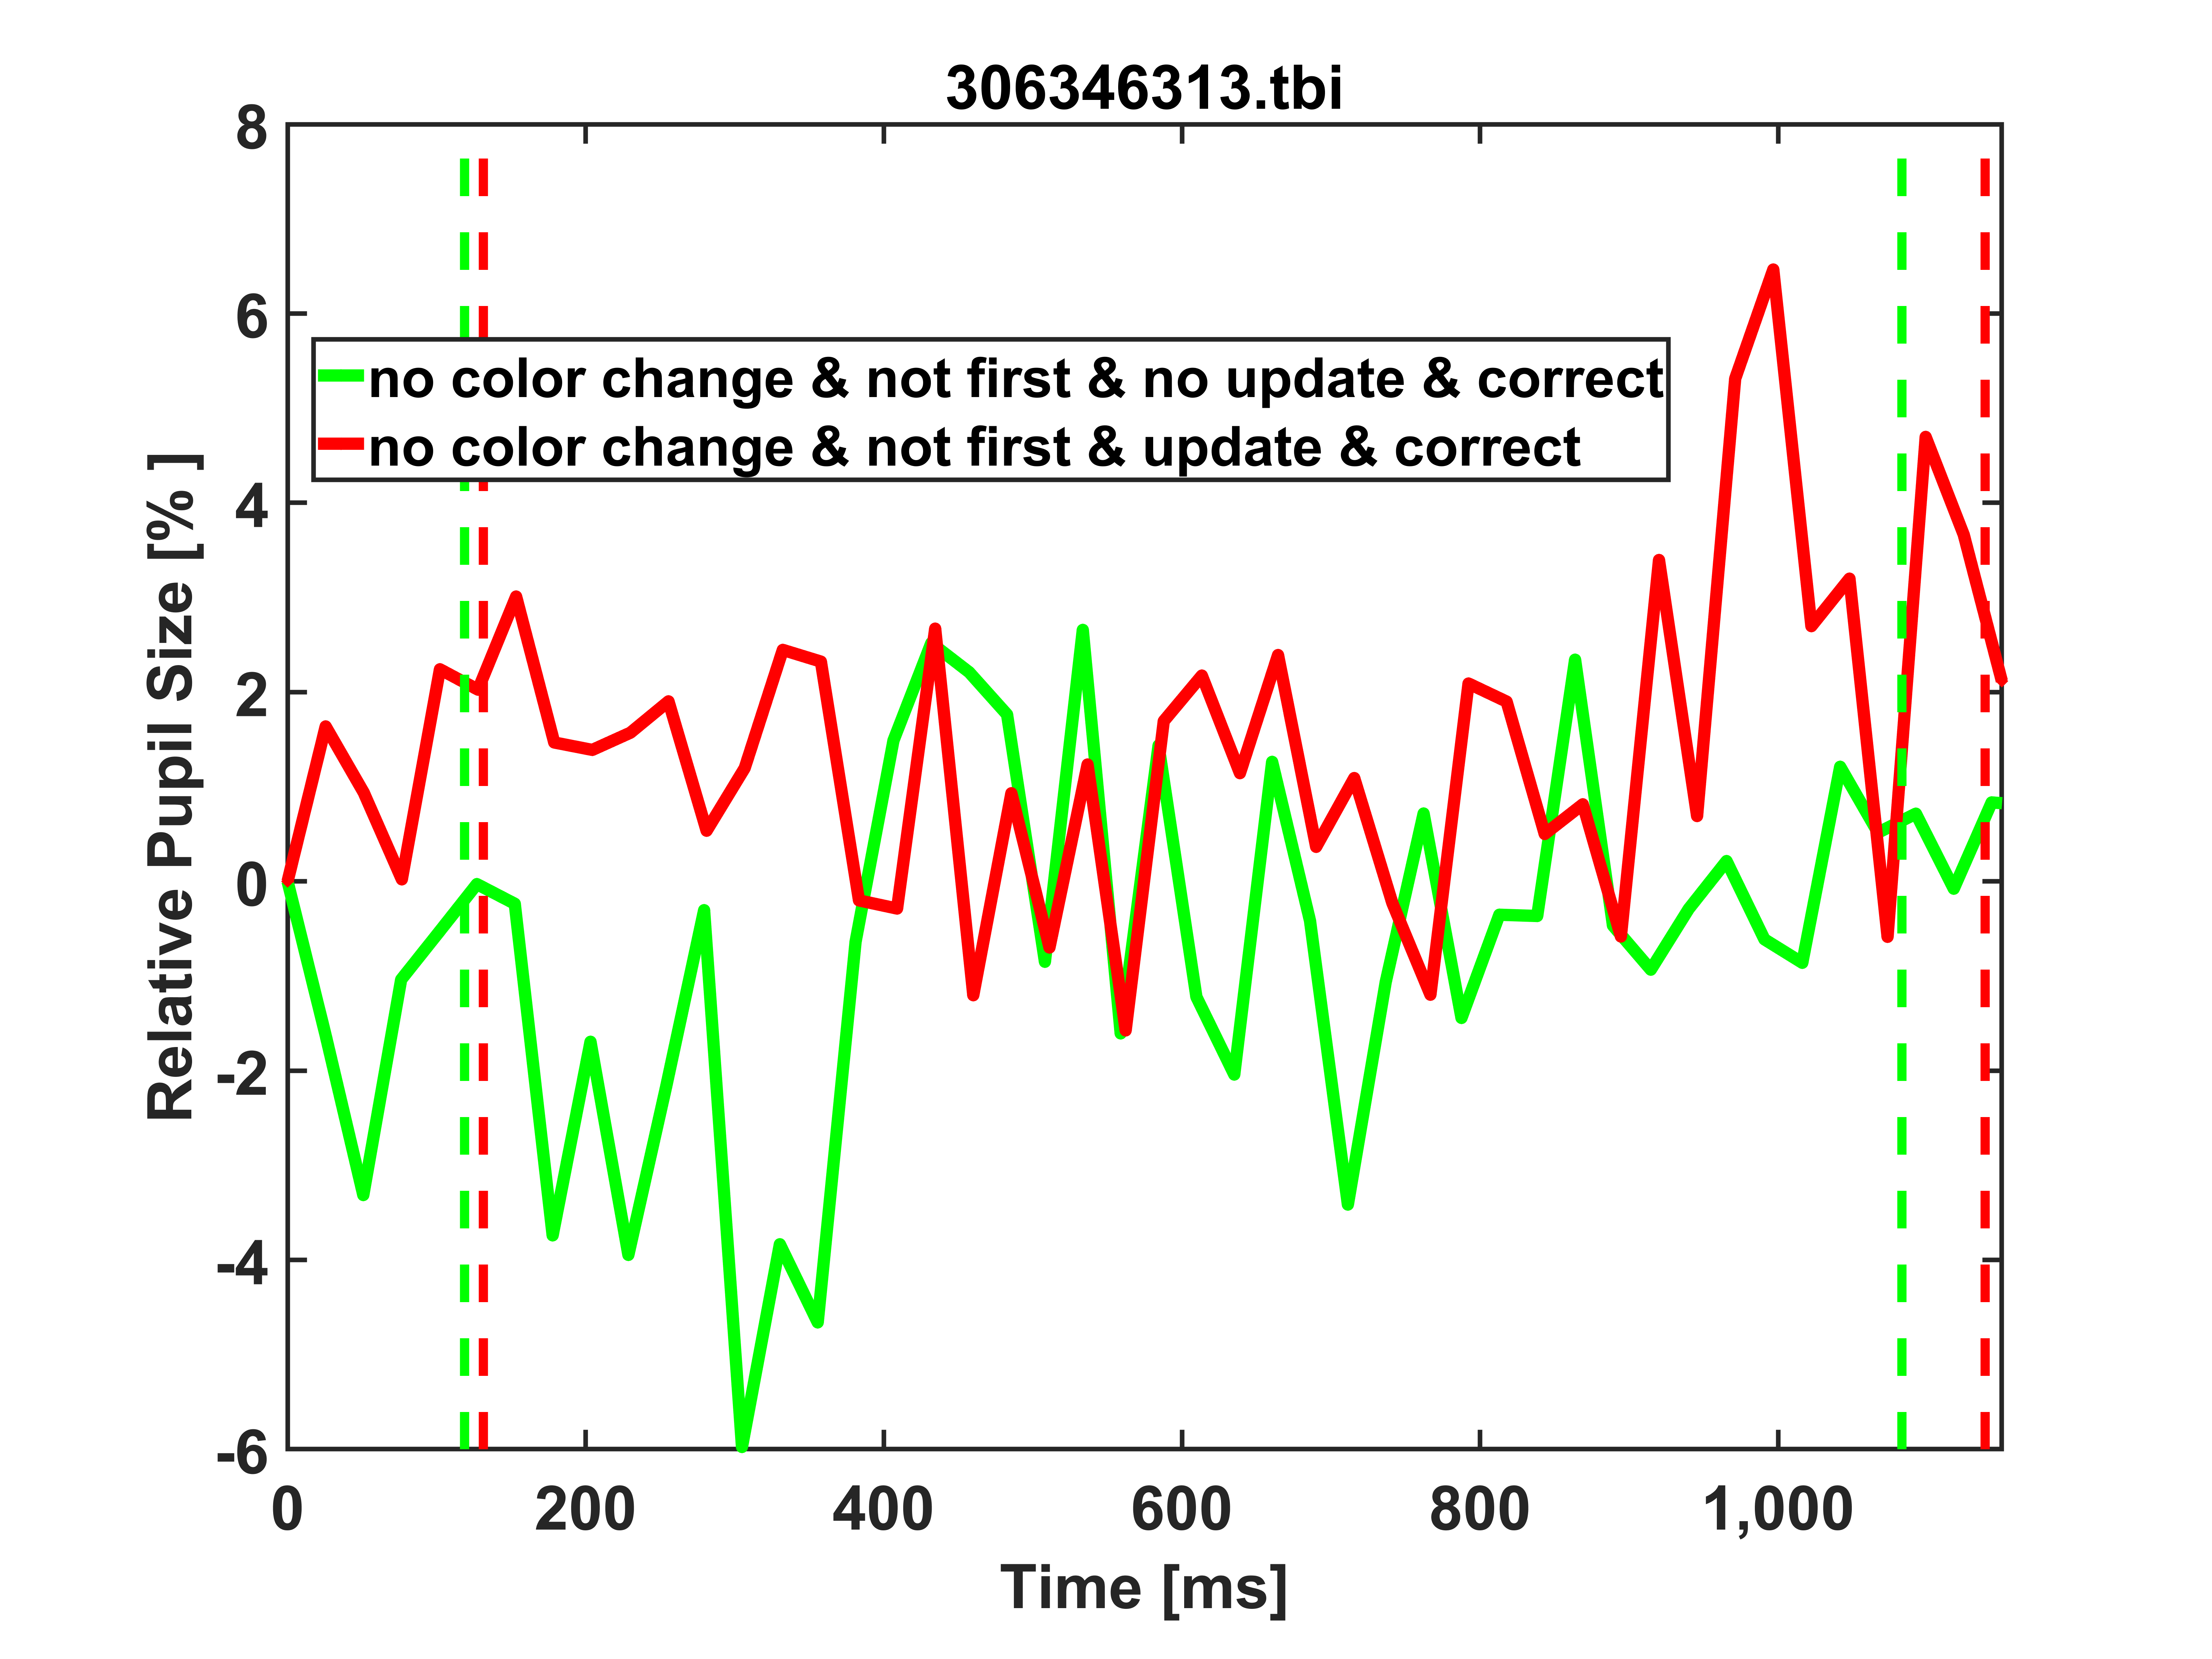 306346313.tbi
8
6
4
2
0
-2
-4
-6
Relative Pupil Size [% ]
no color change & not first & no update & correct
no color change & not first & update & correct
0 200 400 600 800 1,000
Time [ms]